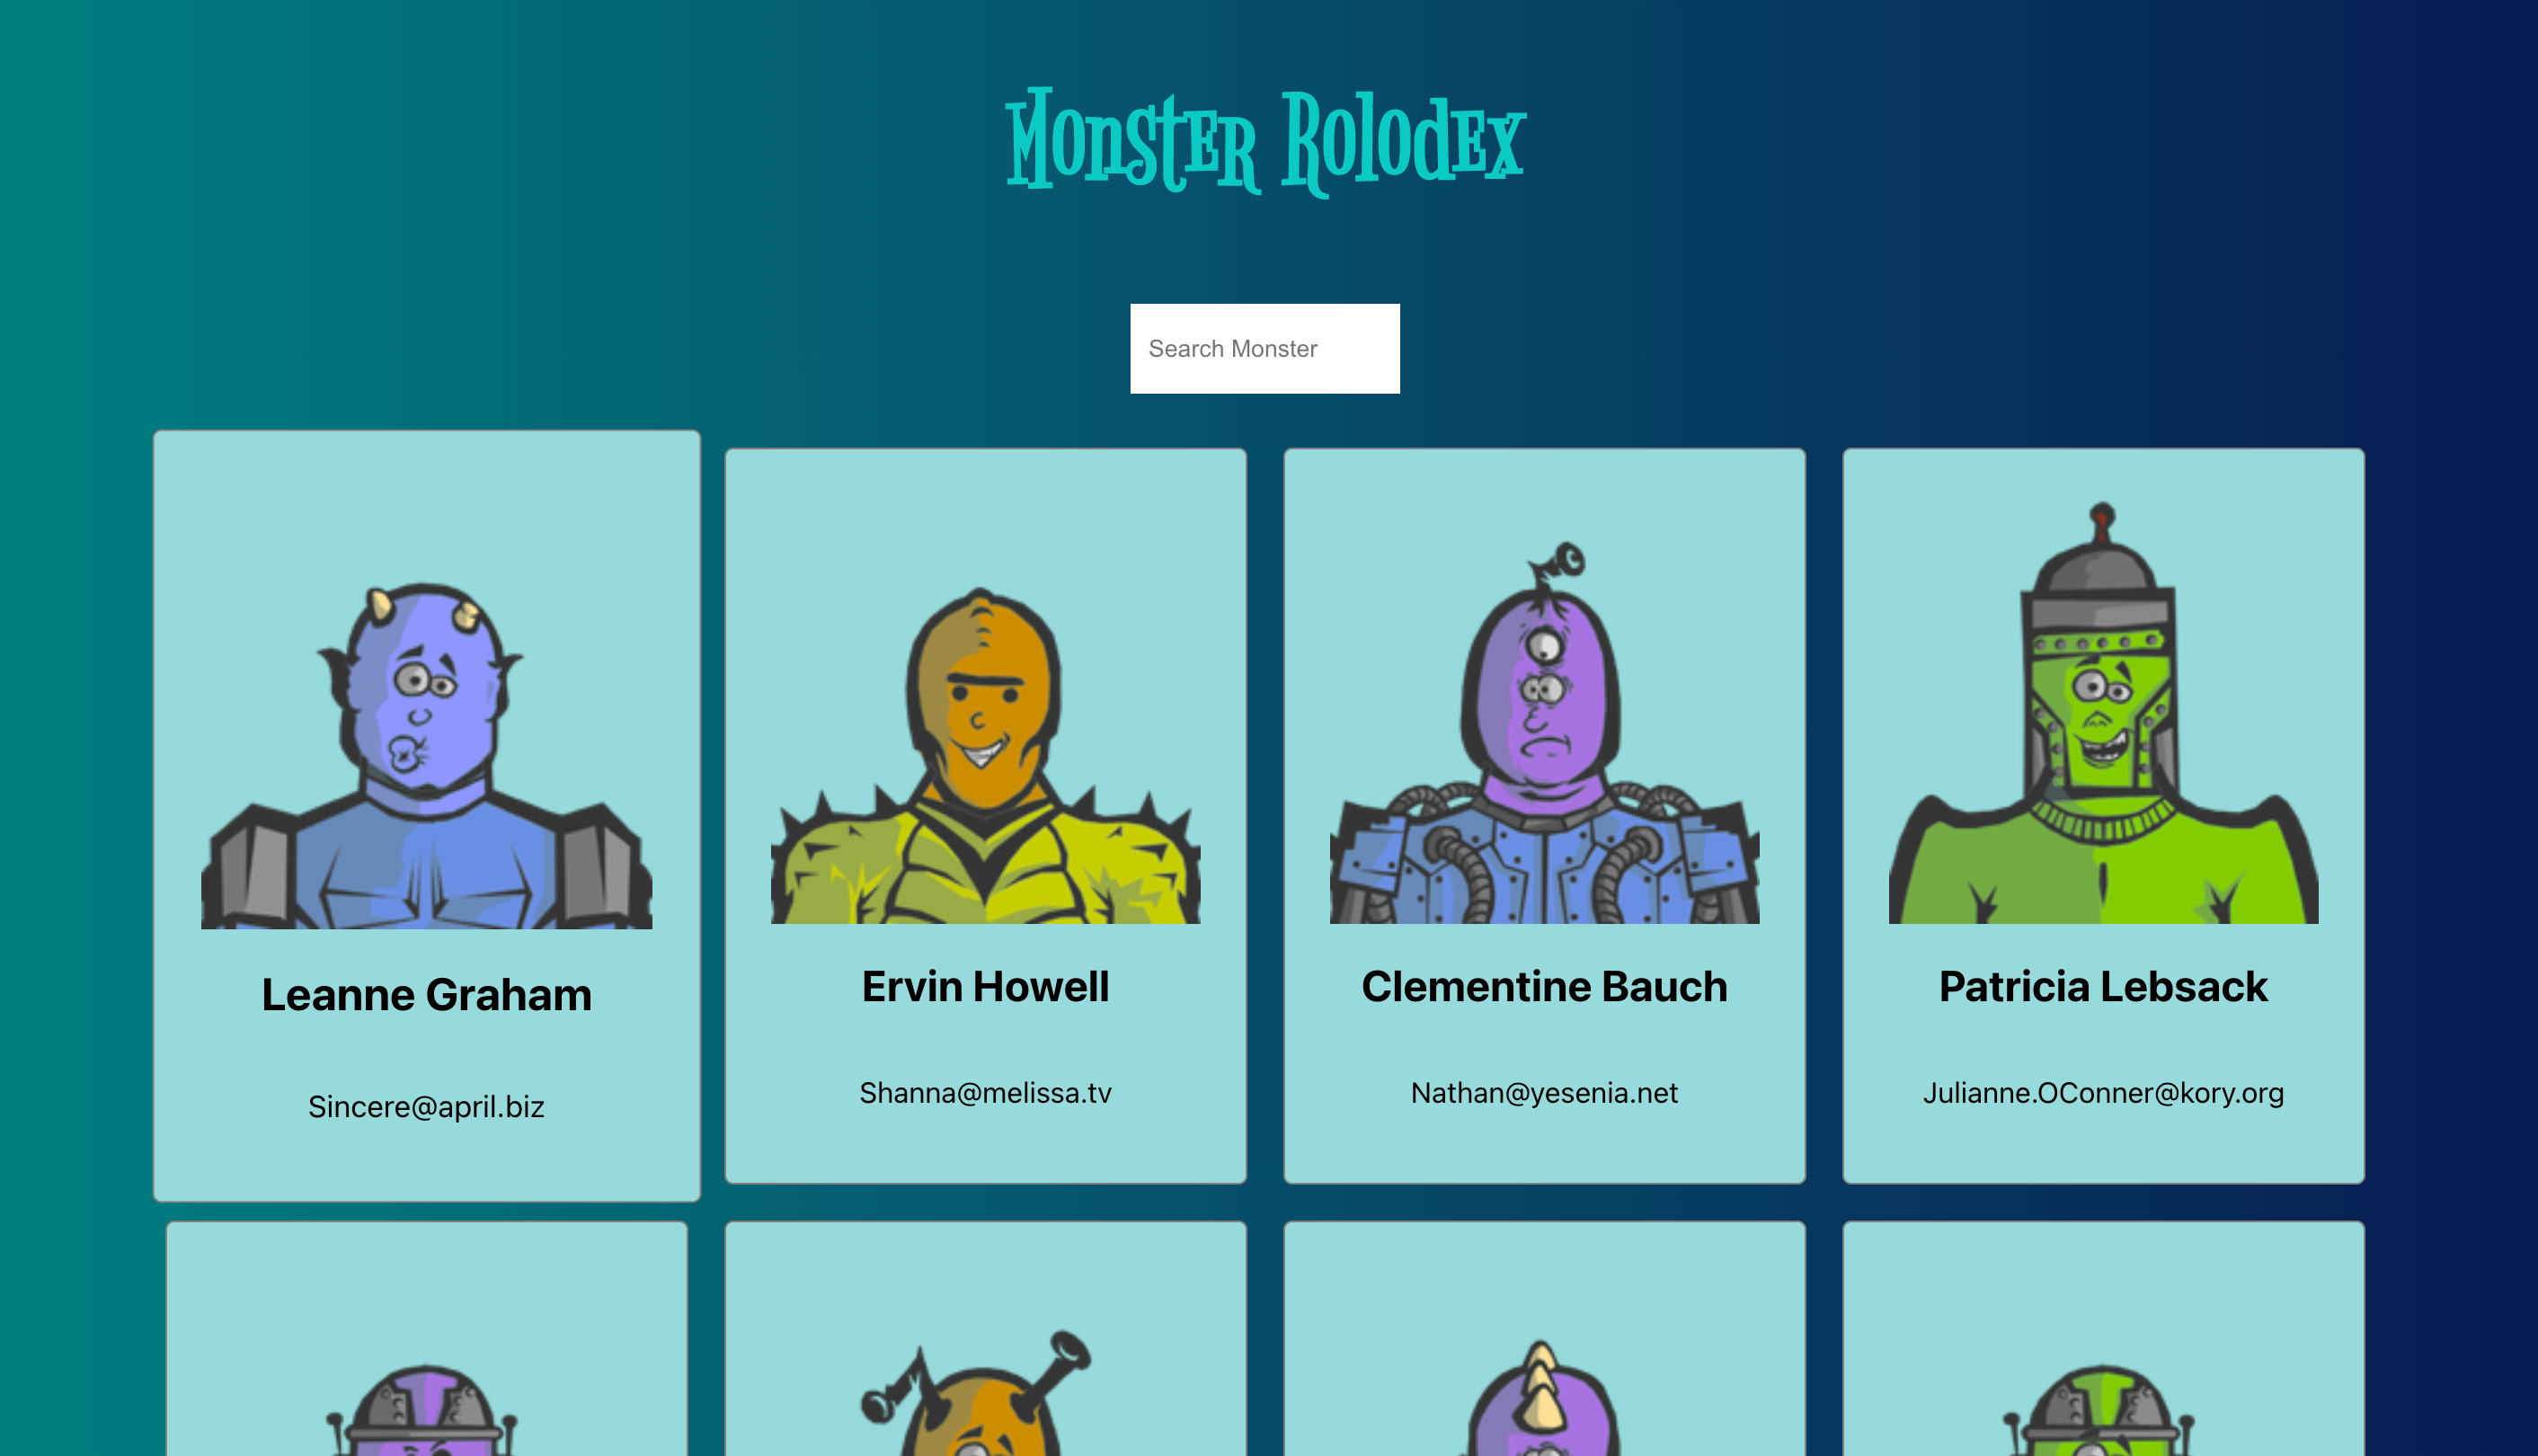 Monster Rolodex
Search Monster
Leanne Graham
Sincere@april.biz
Ervin Howell
Shanna@melissa.tv
Clementine Bauch
Nathan@yesenia.net
Patricia Lebsack
Julianne.OConner@kory.org